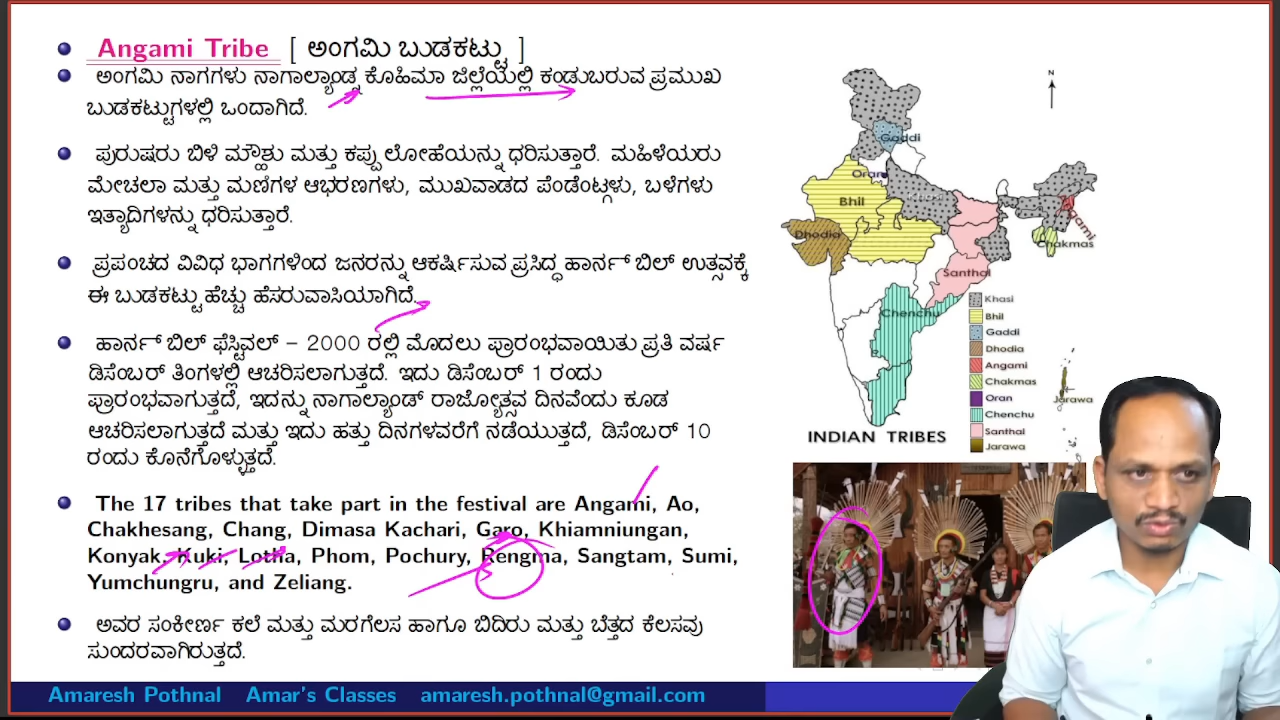 Angami Tribe [ ಅಂಗಮಿ ಬುಡಕಟ್ಟು ]
ಅಂಗಮಿ ನಾಗಗಳು ನಾಗಾಲ್ಯಾಂಡ್ನ ಕೊಹಿಮಾ ಜಿಲ್ಲೆಯಲ್ಲಿ ಕಂಡುಬರುವ ಪ್ರಮುಖ
ಬುಡಕಟ್ಟುಗಳಲ್ಲಿ ಒಂದಾಗಿದೆ.
ಪುರುಷರು ಬಿಳಿ ಮೌಶು ಮತ್ತು ಕಪ್ಪು ಲೋಹೆಯನ್ನು ಧರಿಸುತ್ತಾರೆ. ಮಹಿಳೆಯರು
ಮೇಚಲಾ ಮತ್ತು ಮಣಿಗಳ ಆಭರಣಗಳು, ಮುಖವಾಡದ ಪೆಂಡೆಂಟ್ಗಳು, ಬಳೆಗಳು
ಇತ್ಯಾದಿಗಳನ್ನು ಧರಿಸುತ್ತಾರೆ.
ಪ್ರಪಂಚದ ವಿವಿಧ ಭಾಗಗಳಿಂದ ಜನರನ್ನು ಆಕರ್ಷಿಸುವ ಪ್ರಸಿದ್ಧ ಹಾರ್ನ್ ಬಿಲ್ ಉತ್ಸವಕ್ಕೆ
ಈ ಬುಡಕಟ್ಟು ಹೆಚ್ಚು ಹೆಸರುವಾಸಿಯಾಗಿದೆ.
ಹಾರ್ನ್ ಬಿಲ್ ಫೆಸ್ಟಿವಲ್ – 2000 ರಲ್ಲಿ ಮೊದಲು ಪ್ರಾರಂಭವಾಯಿತು ಪ್ರತಿ ವರ್ಷ
ಡಿಸೆಂಬರ್ ತಿಂಗಳಲ್ಲಿ ಆಚರಿಸಲಾಗುತ್ತದೆ. ಇದು ಡಿಸೆಂಬರ್ 1 ರಂದು
ಪ್ರಾರಂಭವಾಗುತ್ತದೆ, ಇದನ್ನು ನಾಗಾಲ್ಯಾಂಡ್ ರಾಜ್ಯೋತ್ಸವ ದಿನವೆಂದು ಕೂಡ
ಆಚರಿಸಲಾಗುತ್ತದೆ ಮತ್ತು ಇದು ಹತ್ತು ದಿನಗಳವರೆಗೆ ನಡೆಯುತ್ತದೆ, ಡಿಸೆಂಬರ್ 10
ರಂದು ಕೊನೆಗೊಳ್ಳುತ್ತದೆ.
The 17 tribes that take part in the festival are Angami, Ao,
Chakhesang, Chang, Dimasa Kachari, Garo, Khiamniungan,
Konyak, Kuki, Lotha, Phom, Pochury, Rengma, Sangtam, Sumi,
Yumchungru, and Zeliang.
ಅವರ ಸಂಕೀರ್ಣ ಕಲೆ ಮತ್ತು ಮರಗೆಲಸ ಹಾಗೂ ಬಿದಿರು ಮತ್ತು ಬೆತ್ತದ ಕೆಲಸವು
ಸುಂದರವಾಗಿರುತ್ತದೆ.
N
Gaddi
Oran
Bhil
Dhodia
Angami
Chakmas
Santhal
Chenchu
Jarawa
Khasi
Bhil
Gaddi
Dhodia
Angami
Chakmas
Oran
Chenchu
Santhal
Jarawa
INDIAN TRIBES
Amaresh Pothnal Amar's Classes amaresh.pothnal@gmail.com